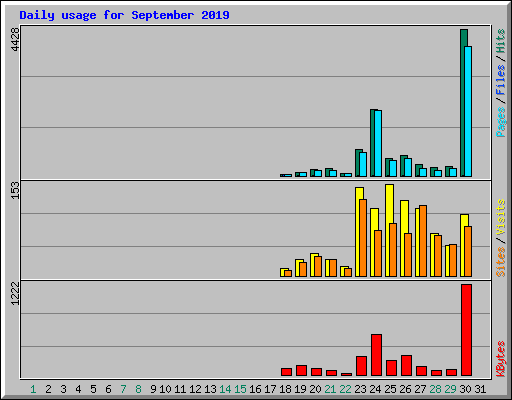 Daily usage for September 2019
4428
Pages/Files/Hits
153
Sites/Visits
1222
KBytes
1 2 3 4 5 6 7 8 9 10 11 12 13 14 15 16 17 18 19 20 21 22 23 24 25 26 27 28 29 30 31